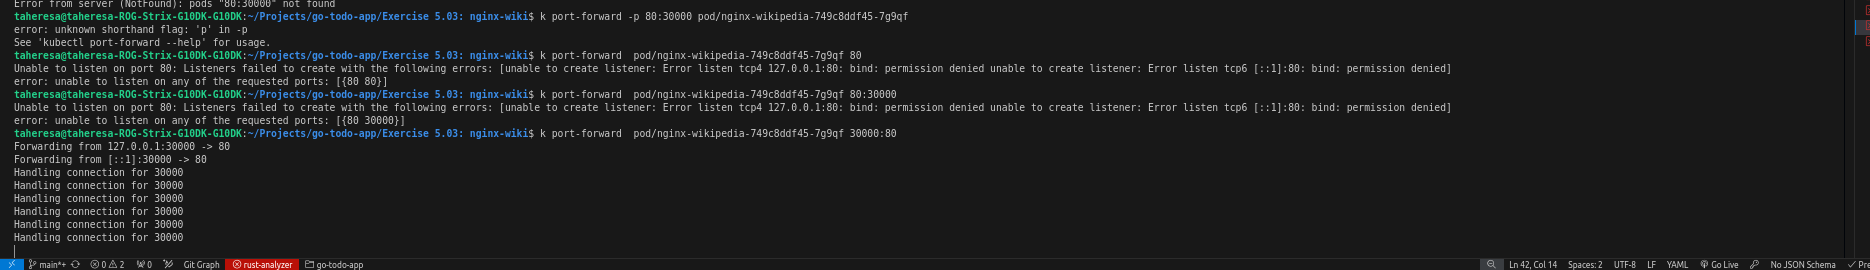 Error from server (NotFound): pods "80:30000" not found
taheresa@taheresa-ROG-Strix-G10DK-G10DK:~/Projects/go-todo-app/Exercise 5.03: nginx-wiki$ k port-forward -p 80:30000 pod/nginx-wikipedia-749c8ddf45-7g9qf
error: unknown shorthand flag: 'p' in -p
See 'kubectl port-forward --help' for usage.
taheresa@taheresa-ROG-Strix-G10DK-G10DK:~/Projects/go-todo-app/Exercise 5.03: nginx-wiki$ k port-forward  pod/nginx-wikipedia-749c8ddf45-7g9qf 80
Unable to listen on port 80: Listeners failed to create with the following errors: [unable to create listener: Error listen tcp4 127.0.0.1:80: bind: permission denied unable to create listener: Error listen tcp6 [::1]:80: bind: permission denied]
error: unable to listen on any of the requested ports: [{80 80}]
taheresa@taheresa-ROG-Strix-G10DK-G10DK:~/Projects/go-todo-app/Exercise 5.03: nginx-wiki$ k port-forward  pod/nginx-wikipedia-749c8ddf45-7g9qf 80:30000
Unable to listen on port 80: Listeners failed to create with the following errors: [unable to create listener: Error listen tcp4 127.0.0.1:80: bind: permission denied unable to create listener: Error listen tcp6 [::1]:80: bind: permission denied]
error: unable to listen on any of the requested ports: [{80 30000}]
taheresa@taheresa-ROG-Strix-G10DK-G10DK:~/Projects/go-todo-app/Exercise 5.03: nginx-wiki$ k port-forward  pod/nginx-wikipedia-749c8ddf45-7g9qf 30000:80
Forwarding from 127.0.0.1:30000 -> 80
Forwarding from [::1]:30000 -> 80
Handling connection for 30000
Handling connection for 30000
Handling connection for 30000
Handling connection for 30000
Handling connection for 30000
Handling connection for 30000
main*+ 0 2 0 Git Graph rust-analyzer go-todo-app Ln 42, Col 14 Spaces: 2 UTF-8 LF YAML Go Live No JSON Schema